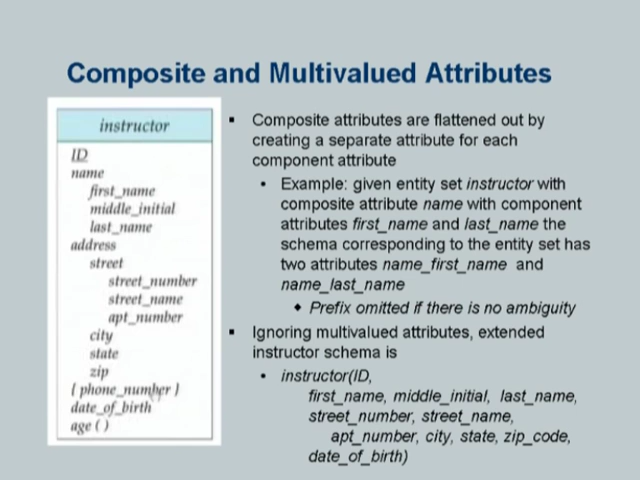 Composite and Multivalued Attributes
instructor
ID
name
first_name
middle_initial
last_name
address
street
street_number
street_name
apt_number
city
state
zip
{ phone_number }
date_of_birth
age ( )
▪ Composite attributes are flattened out by
creating a separate attribute for each
component attribute
• Example: given entity set instructor with
composite attribute name with component
attributes first_name and last_name the
schema corresponding to the entity set has
two attributes name_first_name and
name_last_name
◆ Prefix omitted if there is no ambiguity
▪ Ignoring multivalued attributes, extended
instructor schema is
• instructor(ID,
first_name, middle_initial, last_name,
street_number, street_name,
apt_number, city, state, zip_code,
date_of_birth)